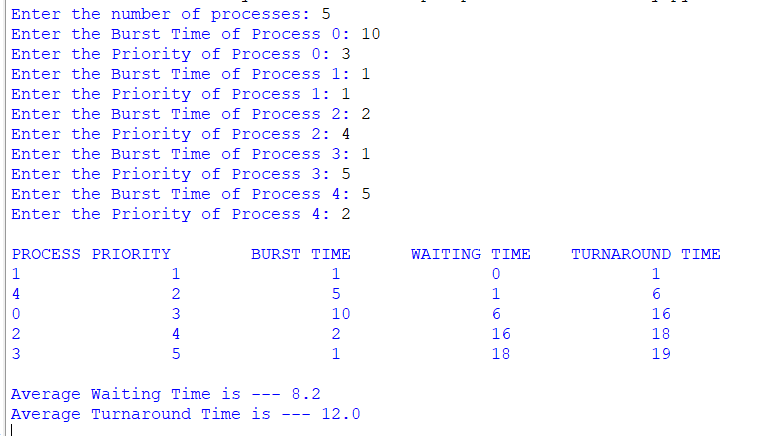 Enter the number of processes: 5
Enter the Burst Time of Process 0: 10
Enter the Priority of Process 0: 3
Enter the Burst Time of Process 1: 1
Enter the Priority of Process 1: 1
Enter the Burst Time of Process 2: 2
Enter the Priority of Process 2: 4
Enter the Burst Time of Process 3: 1
Enter the Priority of Process 3: 5
Enter the Burst Time of Process 4: 5
Enter the Priority of Process 4: 2
PROCESS PRIORITY BURST TIME WAITING TIME TURNAROUND TIME
1 1 1 0 1
4 2 5 1 6
0 3 10 6 16
2 4 2 16 18
3 5 1 18 19
Average Waiting Time is --- 8.2
Average Turnaround Time is --- 12.0